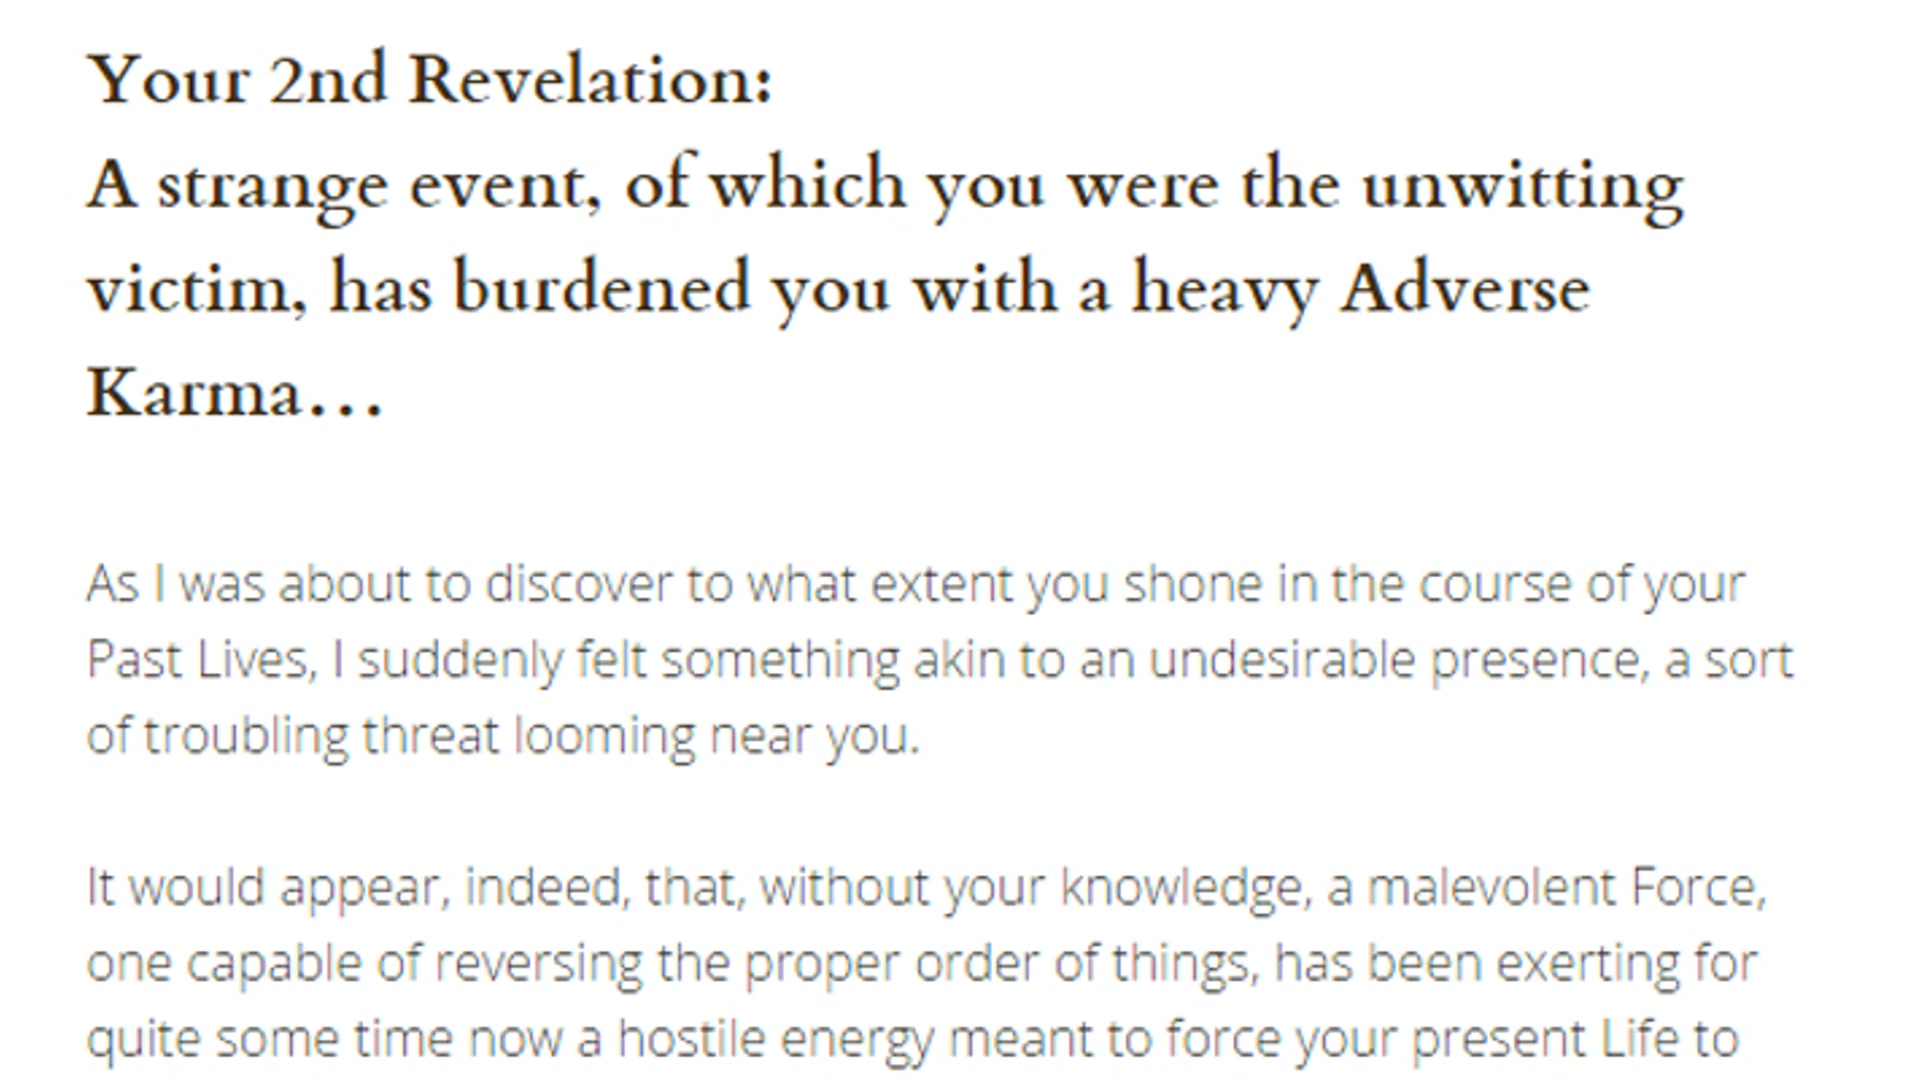 Your 2nd Revelation:
A strange event, of which you were the unwitting
victim, has burdened you with a heavy Adverse
Karma…
As I was about to discover to what extent you shone in the course of your
Past Lives, I suddenly felt something akin to an undesirable presence, a sort
of troubling threat looming near you.
It would appear, indeed, that, without your knowledge, a malevolent Force,
one capable of reversing the proper order of things, has been exerting for
quite some time now a hostile energy meant to force your present Life to